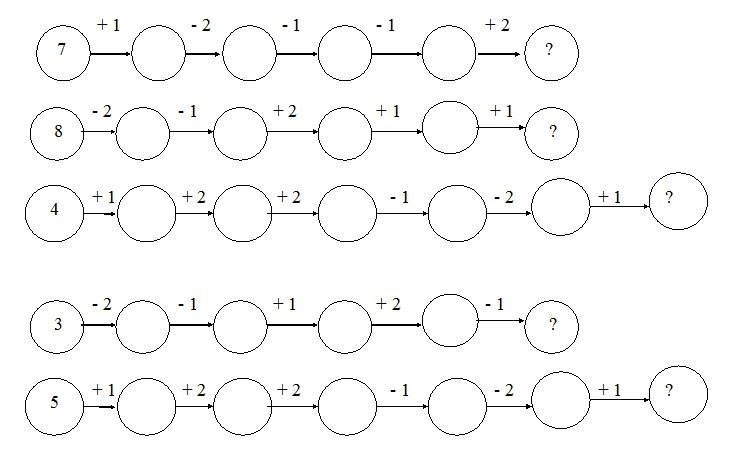 + 1 - 2 - 1 - 1 + 2
7 ?
- 2 - 1 + 2 + 1 + 1
8 ?
+ 1 + 2 + 2 - 1 - 2 + 1
4 ?
- 2 - 1 + 1 + 2 - 1
3 ?
+ 1 + 2 + 2 - 1 - 2 + 1
5 ?